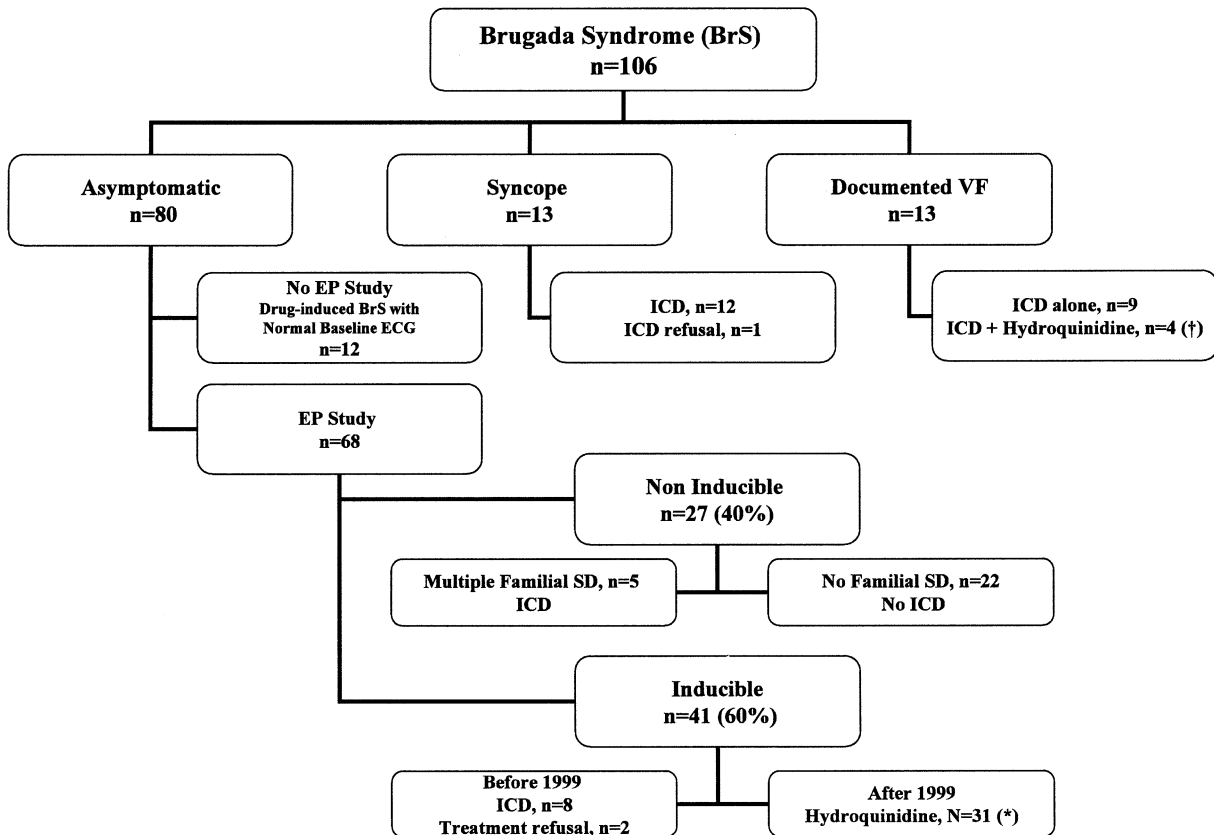 Brugada Syndrome (BrS)
n=106
Asymptomatic
n=80
Syncope
n=13
Documented VF
n=13
No EP Study
Drug-induced BrS with
Normal Baseline ECG
n=12
ICD, n=12
ICD refusal, n=1
ICD alone, n=9
ICD + Hydroquinidine, n=4 (†)
EP Study
n=68
Non Inducible
n=27 (40%)
Multiple Familial SD, n=5
ICD
No Familial SD, n=22
No ICD
Inducible
n=41 (60%)
Before 1999
ICD, n=8
Treatment refusal, n=2
After 1999
Hydroquinidine, N=31 (*)